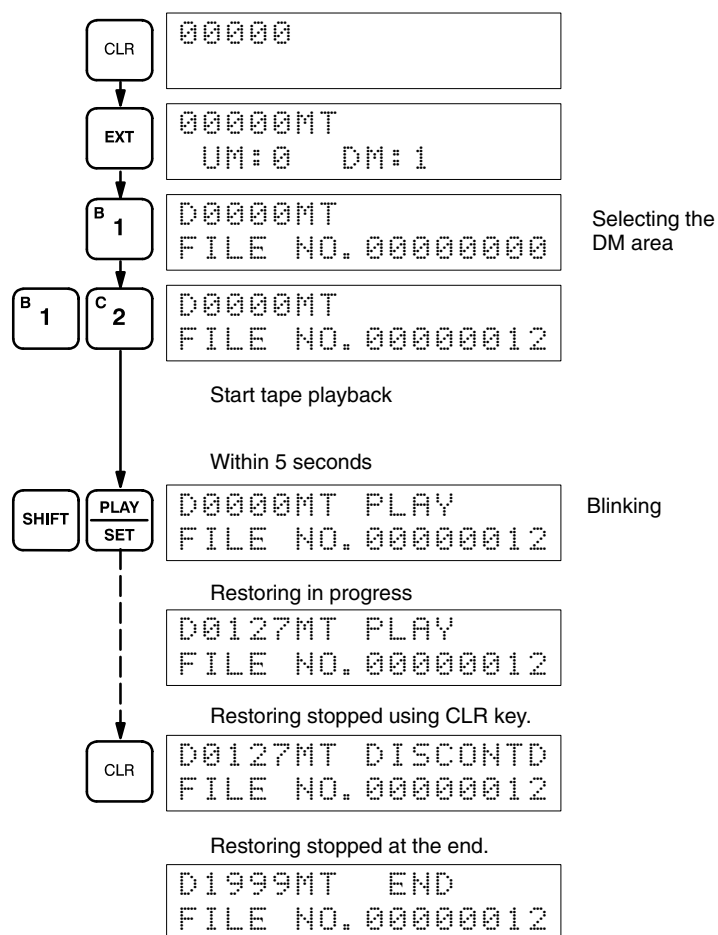 CLR
00000
EXT
00000MT
UM:0 DM:1
B 1
D0000MT
FILE NO.00000000
Selecting the
DM area
B 1
C 2
D0000MT
FILE NO.00000012
Start tape playback
Within 5 seconds
SHIFT
PLAY
SET
D0000MT PLAY
FILE NO.00000012
Blinking
Restoring in progress
D0127MT PLAY
FILE NO.00000012
Restoring stopped using CLR key.
CLR
D0127MT DISCONTD
FILE NO.00000012
Restoring stopped at the end.
D1999MT END
FILE NO.00000012